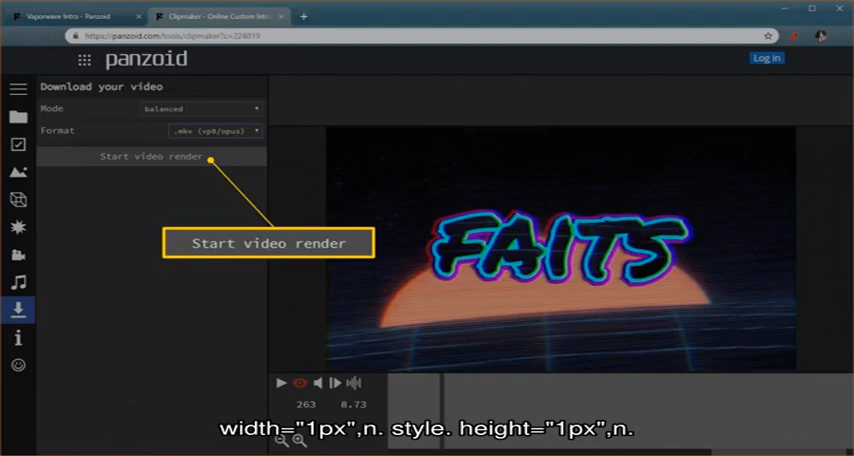 Vaporwave Intro - Panzoid
Clipmaker - Online Custom Intro
https://panzoid.com/tools/clipmaker?c=224819
panzoid
Log in
Download your video
Mode
balanced
Format
.mkv (vp8/opus)
Start video render
Start video render
FAITS
263
8.73
width="1px",n. style. height="1px",n.